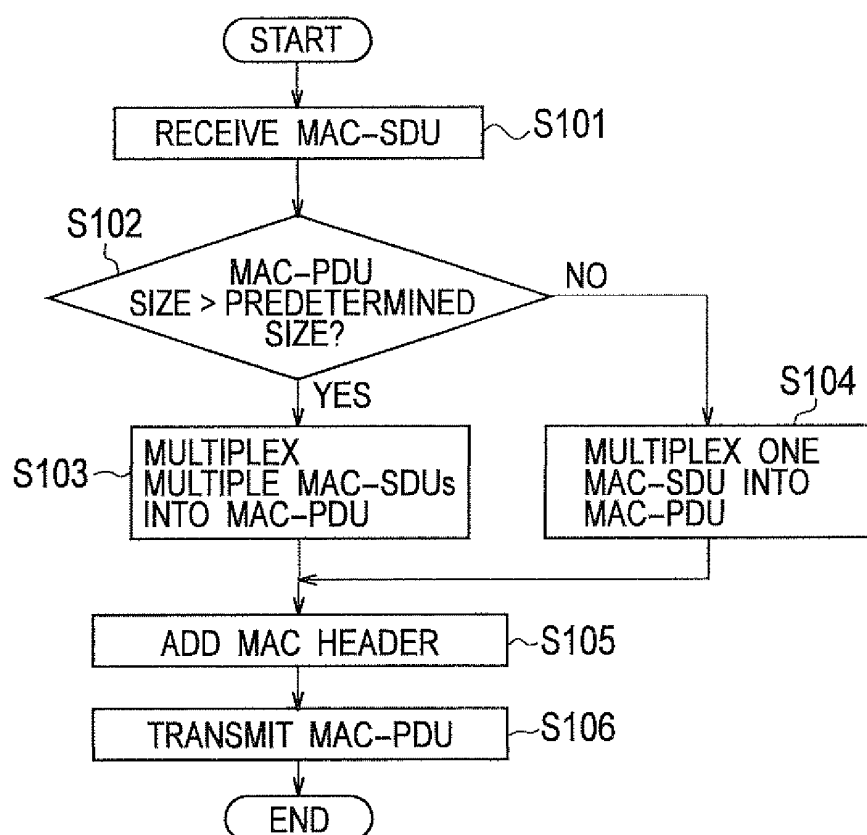 START
RECEIVE MAC-SDU
S101
S102
MAC-PDU
SIZE > PREDETERMINED
SIZE?
NO
YES
S103
MULTIPLEX
MULTIPLE MAC-SDUs
INTO MAC-PDU
S104
MULTIPLEX ONE
MAC-SDU INTO
MAC-PDU
ADD MAC HEADER
S105
TRANSMIT MAC-PDU
S106
END